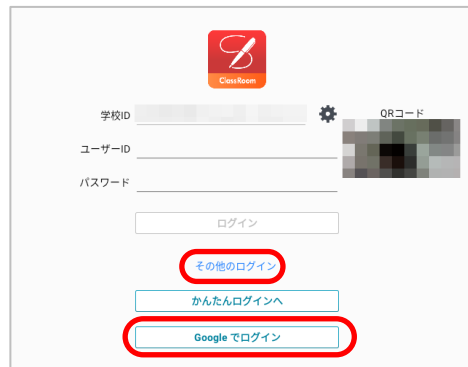 ClassRoom
学校ID
QRコード
ユーザーID
パスワード
ログイン
その他のログイン
かんたんログインへ
Google でログイン